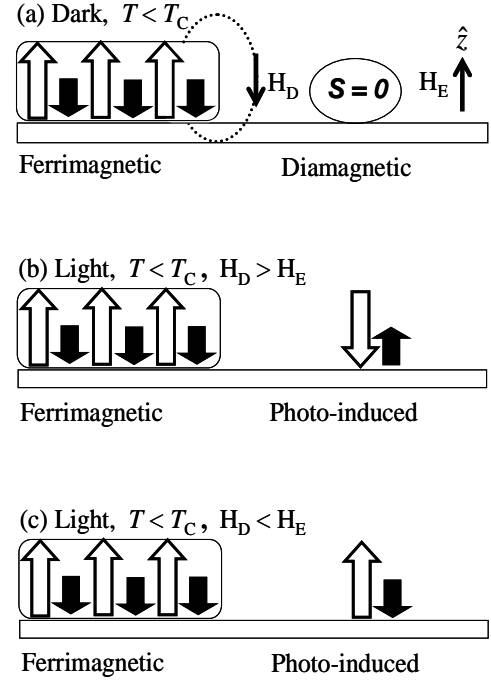 (a) Dark, T < T_C
ẑ
H_D
S = 0
H_E
Ferrimagnetic Diamagnetic
(b) Light, T < T_C, H_D > H_E
Ferrimagnetic Photo-induced
(c) Light, T < T_C, H_D < H_E
Ferrimagnetic Photo-induced